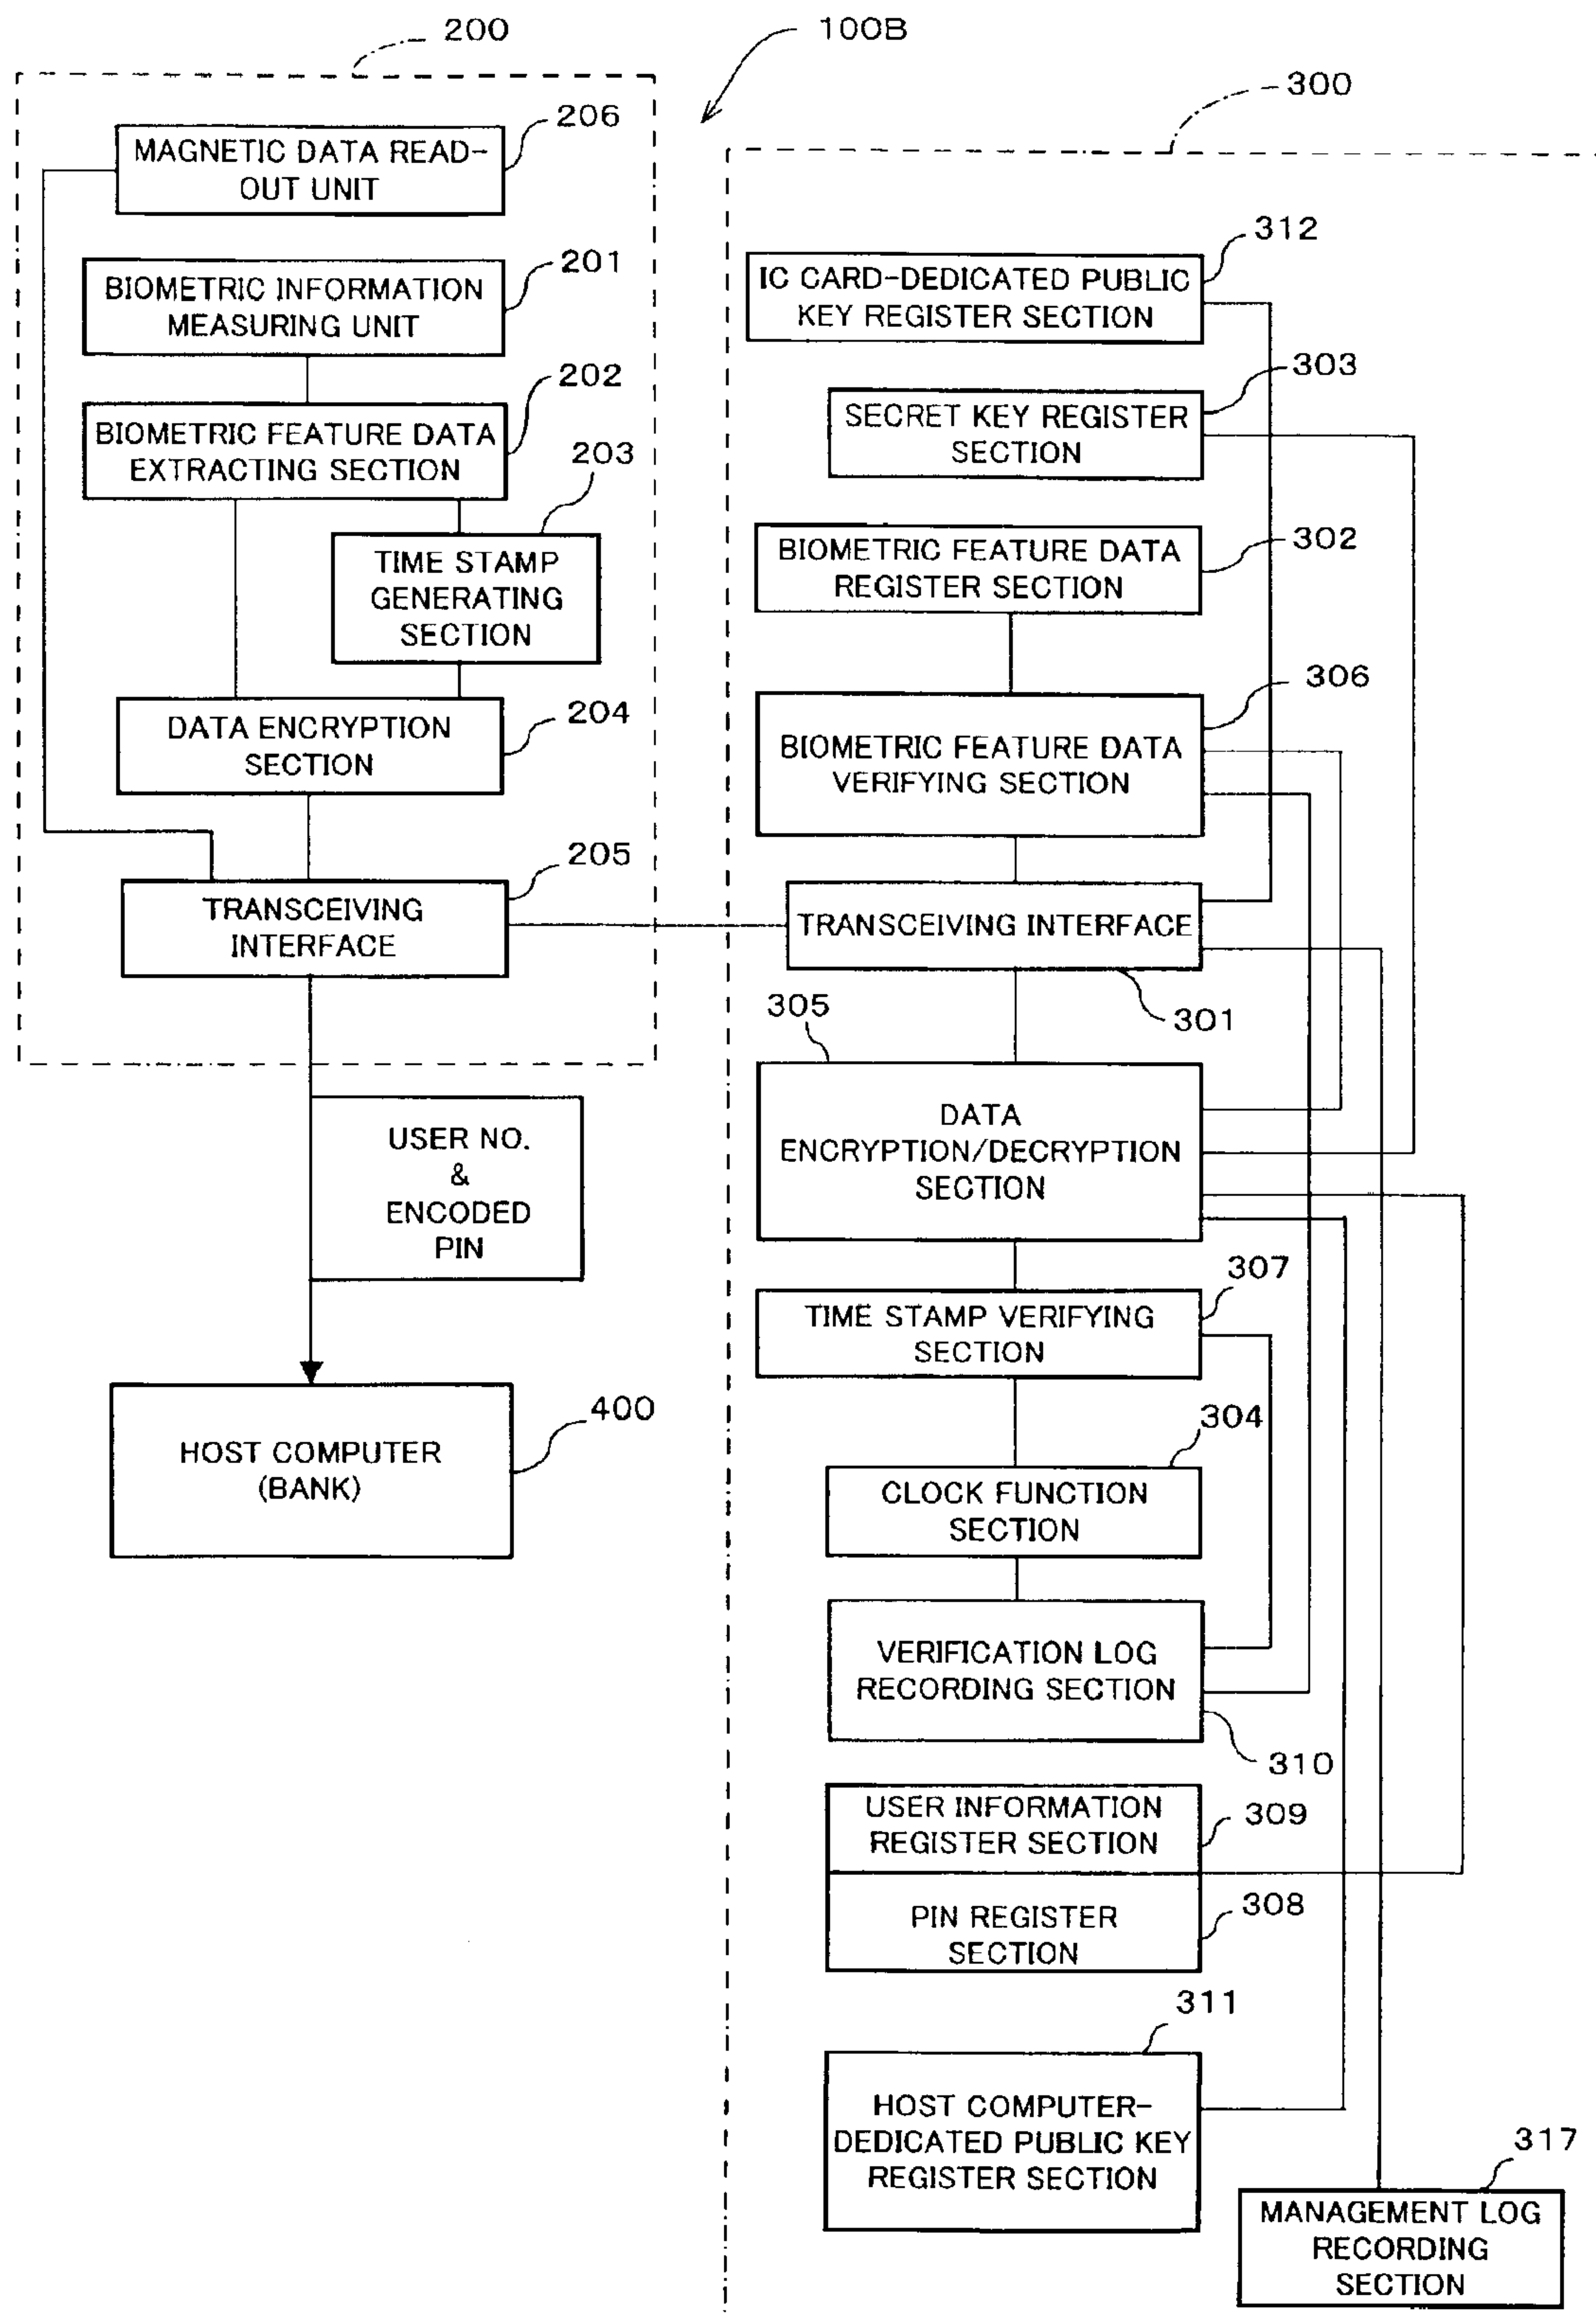 200
100B
300
206
MAGNETIC DATA READ-
OUT UNIT
201
BIOMETRIC INFORMATION
MEASURING UNIT
202
BIOMETRIC FEATURE DATA
EXTRACTING SECTION
203
TIME STAMP
GENERATING
SECTION
DATA ENCRYPTION
SECTION
204
205
TRANSCEIVING
INTERFACE
USER NO.
&
ENCODED
PIN
400
HOST COMPUTER
(BANK)
312
IC CARD-DEDICATED PUBLIC
KEY REGISTER SECTION
303
SECRET KEY REGISTER
SECTION
302
BIOMETRIC FEATURE DATA
REGISTER SECTION
306
BIOMETRIC FEATURE DATA
VERIFYING SECTION
TRANSCEIVING INTERFACE
301
305
DATA
ENCRYPTION/DECRYPTION
SECTION
307
TIME STAMP VERIFYING
SECTION
304
CLOCK FUNCTION
SECTION
VERIFICATION LOG
RECORDING SECTION
310
USER INFORMATION
REGISTER SECTION
309
PIN REGISTER
SECTION
308
311
HOST COMPUTER-
DEDICATED PUBLIC KEY
REGISTER SECTION
317
MANAGEMENT LOG
RECORDING
SECTION